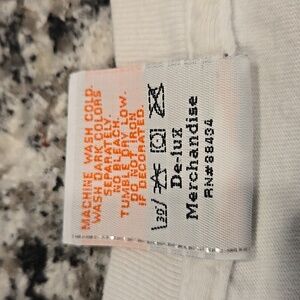 MACHINE WASH COLD.
WASH DARK COLORS
SEPARATELY.
NO BLEACH.
TUMBLE DRY LOW.
DO NOT IRON
IF DECORATED.
30
De-luX
Merchandise
RN#88434